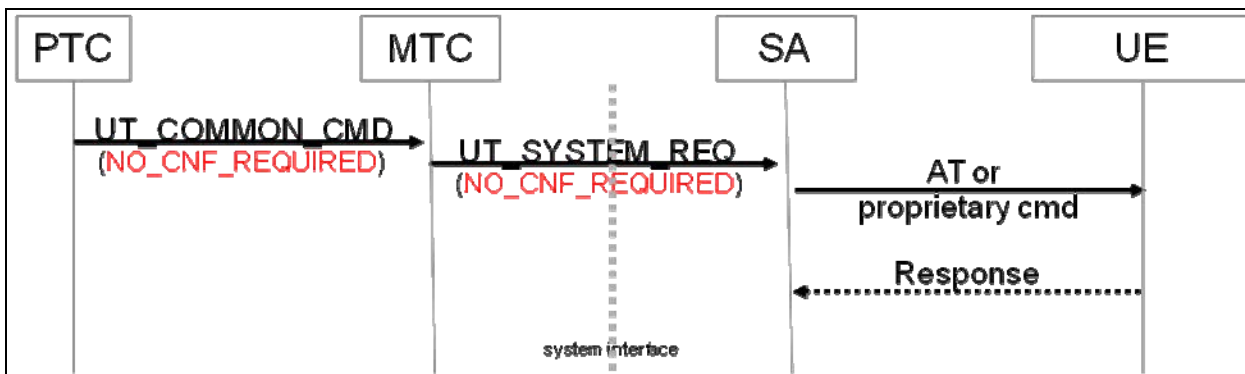 PTC
MTC
SA
UE
UT_COMMON_CMD
(NO_CNF_REQUIRED)
UT_SYSTEM_REQ
(NO_CNF_REQUIRED)
AT or
proprietary cmd
Response
system interface